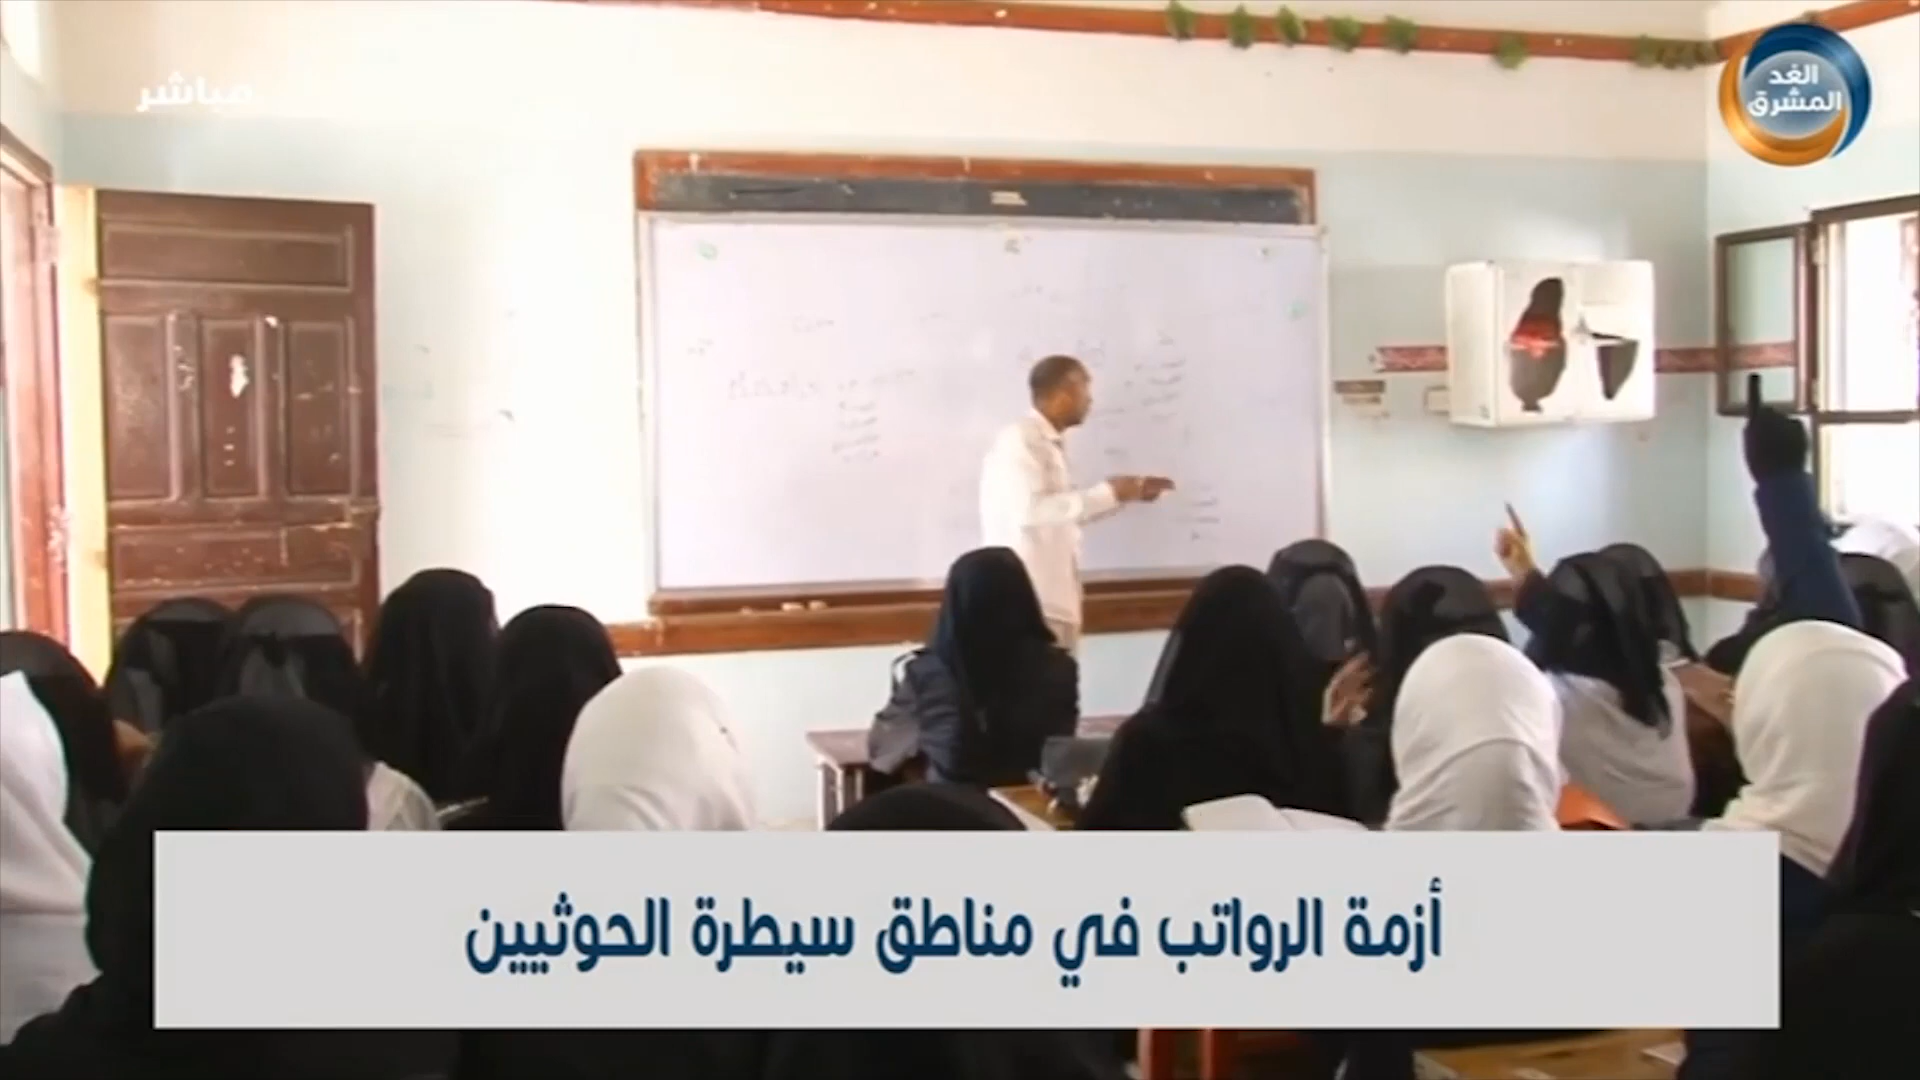 مباشر
الغد
المشرق
أزمة الرواتب في مناطق سيطرة الحوثيين